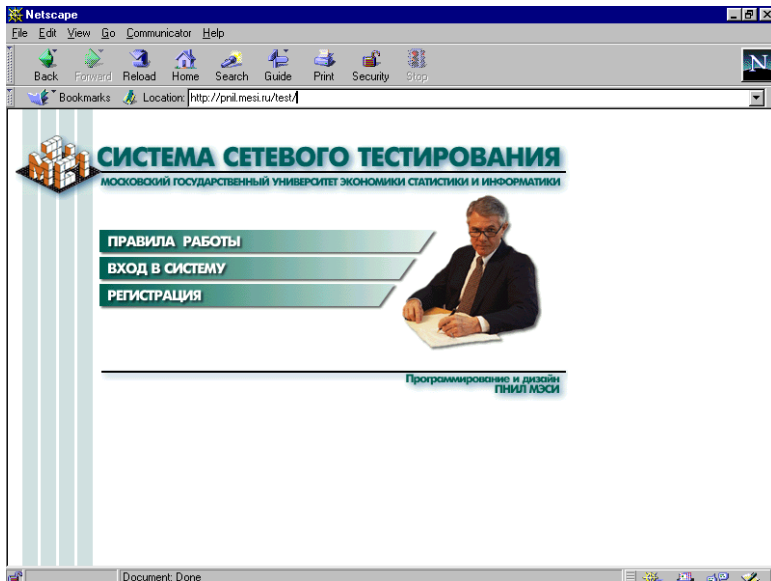 Netscape
File Edit View Go Communicator Help
Back Forward Reload Home Search Guide Print Security Stop
N
Bookmarks Location: http://pnil.mesi.ru/test/
СИСТЕМА СЕТЕВОГО ТЕСТИРОВАНИЯ
МОСКОВСКИЙ ГОСУДАРСТВЕННЫЙ УНИВЕРСИТЕТ ЭКОНОМИКИ СТАТИСТИКИ И ИНФОРМАТИКИ
ПРАВИЛА РАБОТЫ
ВХОД В СИСТЕМУ
РЕГИСТРАЦИЯ
Программирование и дизайн
ПНИЛ МЭСИ
Document: Done